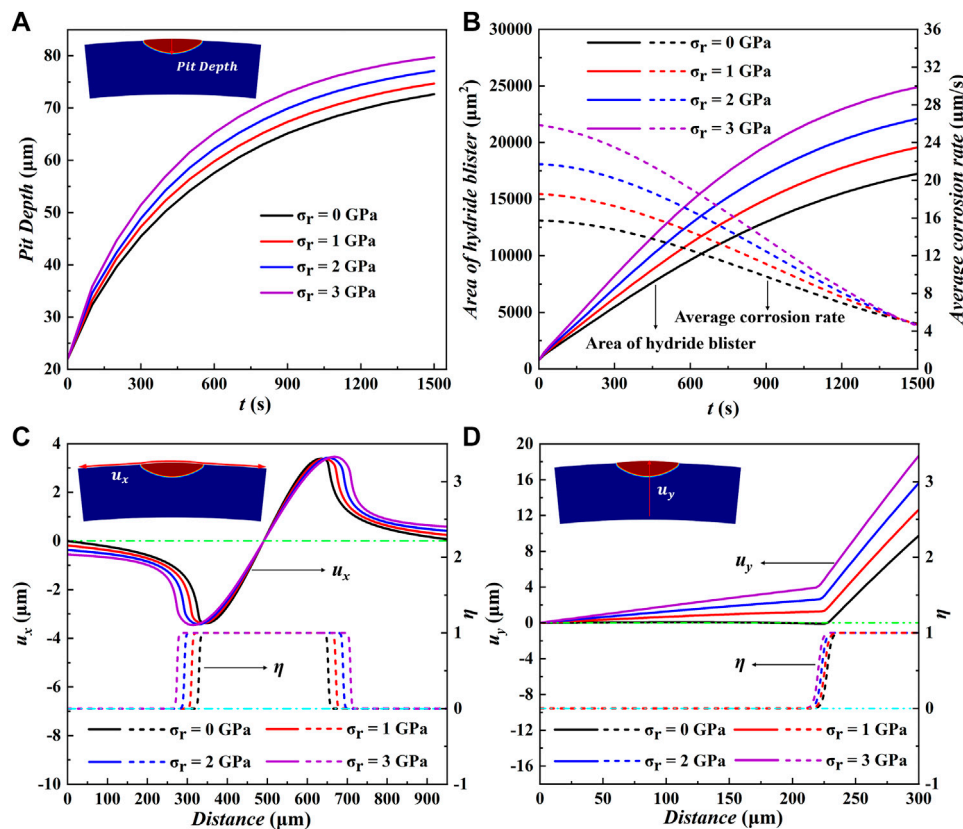 A
Pit Depth (μm)
90
80
70
60
50
40
30
20
Pit Depth
σr = 0 GPa
σr = 1 GPa
σr = 2 GPa
σr = 3 GPa
0 300 600 900 1200 1500
t (s)
B
Area of hydride blister (μm²)
30000
25000
20000
15000
10000
5000
0
σr = 0 GPa
σr = 1 GPa
σr = 2 GPa
σr = 3 GPa
Average corrosion rate
Area of hydride blister
36
32
28
24
20
16
12
8
4
0
Average corrosion rate (μm/s)
0 300 600 900 1200 1500
t (s)
C
ux (μm)
4
2
0
-2
-4
-6
-8
-10
ux
ux
η
σr = 0 GPa σr = 1 GPa
σr = 2 GPa σr = 3 GPa
3
2
1
0
-1
η
0 100 200 300 400 500 600 700 800 900
Distance (μm)
D
uy (μm)
20
16
12
8
4
0
-4
-8
-12
-16
uy
uy
η
σr = 0 GPa σr = 1 GPa
σr = 2 GPa σr = 3 GPa
3
2
1
0
-1
η
0 50 100 150 200 250 300
Distance (μm)